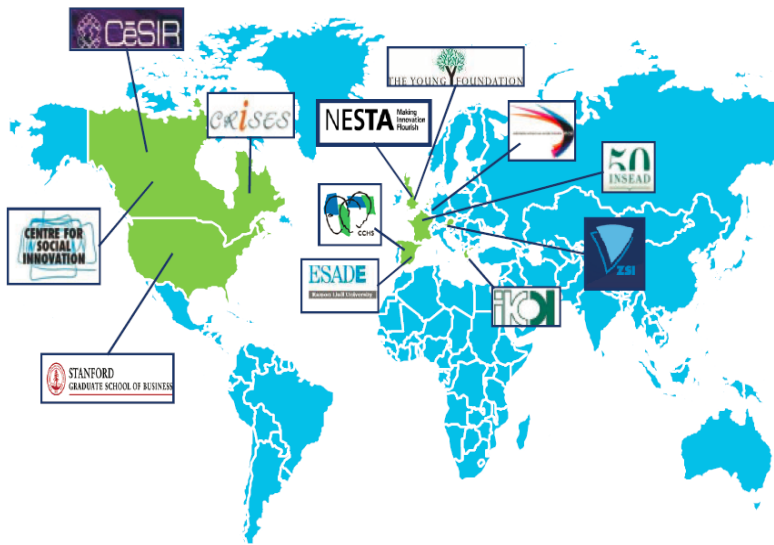 CēSIR
THE YOUNG FOUNDATION
CRiSES
NESTA Making
Innovation
Flourish
50
INSEAD
CENTRE FOR
SOCIAL
INNOVATION
CCHS
ZSI
ESADE
Ramon Llull University
STANFORD
GRADUATE SCHOOL OF BUSINESS